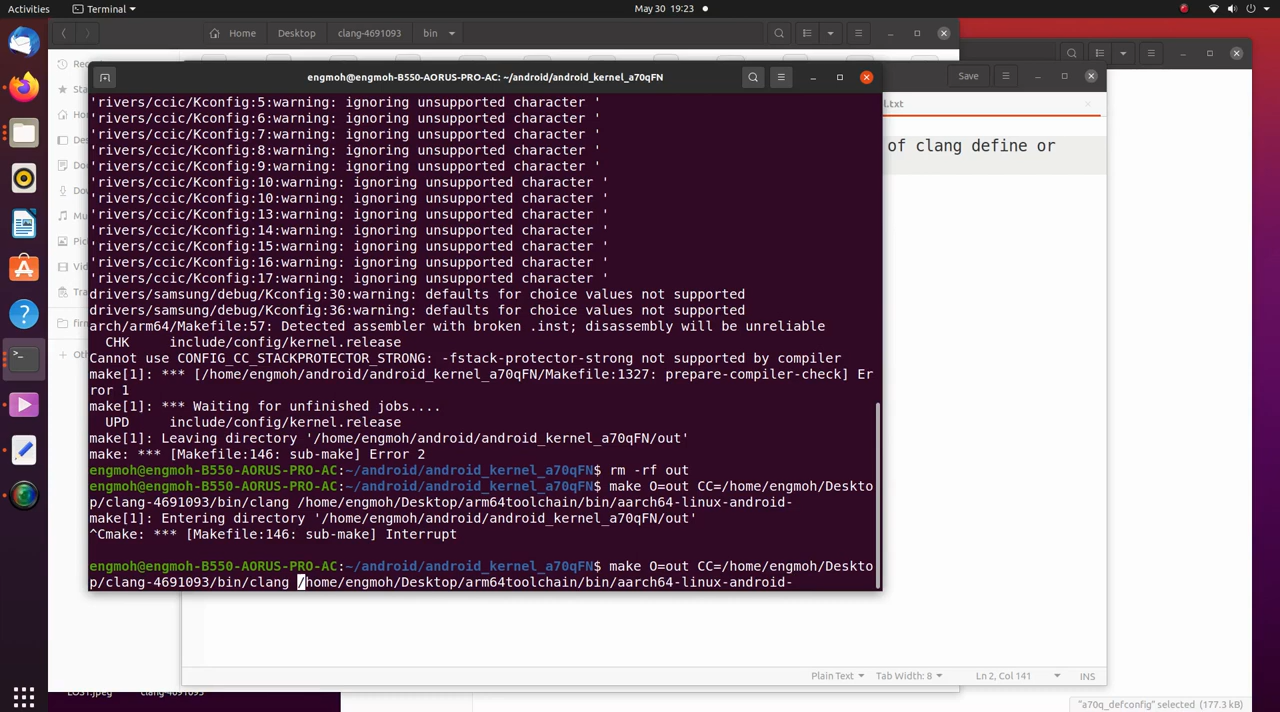 Activities
Terminal
May 30 19:23
Home
Desktop
clang-4691093
bin
engmoh@engmoh-B550-AORUS-PRO-AC: ~/android/android_kernel_a70qFN
Save
l.txt
of clang define or
'rivers/ccic/Kconfig:5:warning: ignoring unsupported character '
'rivers/ccic/Kconfig:6:warning: ignoring unsupported character '
'rivers/ccic/Kconfig:7:warning: ignoring unsupported character '
'rivers/ccic/Kconfig:8:warning: ignoring unsupported character '
'rivers/ccic/Kconfig:9:warning: ignoring unsupported character '
'rivers/ccic/Kconfig:10:warning: ignoring unsupported character '
'rivers/ccic/Kconfig:10:warning: ignoring unsupported character '
'rivers/ccic/Kconfig:13:warning: ignoring unsupported character '
'rivers/ccic/Kconfig:14:warning: ignoring unsupported character '
'rivers/ccic/Kconfig:15:warning: ignoring unsupported character '
'rivers/ccic/Kconfig:16:warning: ignoring unsupported character '
'rivers/ccic/Kconfig:17:warning: ignoring unsupported character '
drivers/samsung/debug/Kconfig:30:warning: defaults for choice values not supported
drivers/samsung/debug/Kconfig:36:warning: defaults for choice values not supported
arch/arm64/Makefile:57: Detected assembler with broken .inst; disassembly will be unreliable
CHK include/config/kernel.release
Cannot use CONFIG_CC_STACKPROTECTOR_STRONG: -fstack-protector-strong not supported by compiler
make[1]: *** [/home/engmoh/android/android_kernel_a70qFN/Makefile:1327: prepare-compiler-check] Er
ror 1
make[1]: *** Waiting for unfinished jobs....
UPD include/config/kernel.release
make[1]: Leaving directory '/home/engmoh/android/android_kernel_a70qFN/out'
make: *** [Makefile:146: sub-make] Error 2
engmoh@engmoh-B550-AORUS-PRO-AC:~/android/android_kernel_a70qFN$ rm -rf out
engmoh@engmoh-B550-AORUS-PRO-AC:~/android/android_kernel_a70qFN$ make O=out CC=/home/engmoh/Deskto
p/clang-4691093/bin/clang /home/engmoh/Desktop/arm64toolchain/bin/aarch64-linux-android-
make[1]: Entering directory '/home/engmoh/android/android_kernel_a70qFN/out'
^Cmake: *** [Makefile:146: sub-make] Interrupt
engmoh@engmoh-B550-AORUS-PRO-AC:~/android/android_kernel_a70qFN$ make O=out CC=/home/engmoh/Deskto
p/clang-4691093/bin/clang /home/engmoh/Desktop/arm64toolchain/bin/aarch64-linux-android-
Plain Text
Tab Width: 8
Ln 2, Col 141
INS
LOST.jpeg
clang-4691093
"a70q_defconfig" selected (177.3 kB)